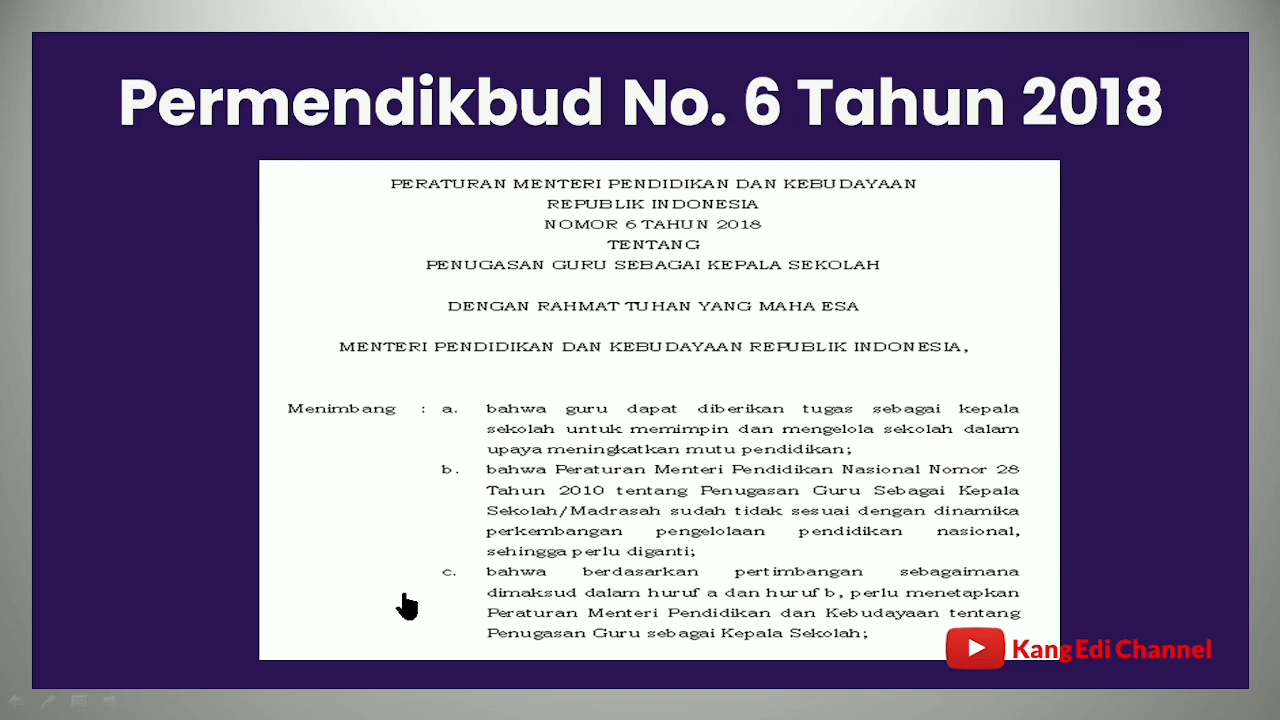 Permendikbud No. 6 Tahun 2018
PERATURAN MENTERI PENDIDIKAN DAN KEBUDAYAAN
REPUBLIK INDONESIA
NOMOR 6 TAHUN 2018
TENTANG
PENUGASAN GURU SEBAGAI KEPALA SEKOLAH
DENGAN RAHMAT TUHAN YANG MAHA ESA
MENTERI PENDIDIKAN DAN KEBUDAYAAN REPUBLIK INDONESIA,
Menimbang : a. bahwa guru dapat diberikan tugas sebagai kepala
sekolah untuk memimpin dan mengelola sekolah dalam
upaya meningkatkan mutu pendidikan;
b. bahwa Peraturan Menteri Pendidikan Nasional Nomor 28
Tahun 2010 tentang Penugasan Guru Sebagai Kepala
Sekolah/Madrasah sudah tidak sesuai dengan dinamika
perkembangan pengelolaan pendidikan nasional,
sehingga perlu diganti;
c. bahwa berdasarkan pertimbangan sebagaimana
dimaksud dalam huruf a dan huruf b, perlu menetapkan
Peraturan Menteri Pendidikan dan Kebudayaan tentang
Penugasan Guru sebagai Kepala Sekolah;
KangEdi Channel